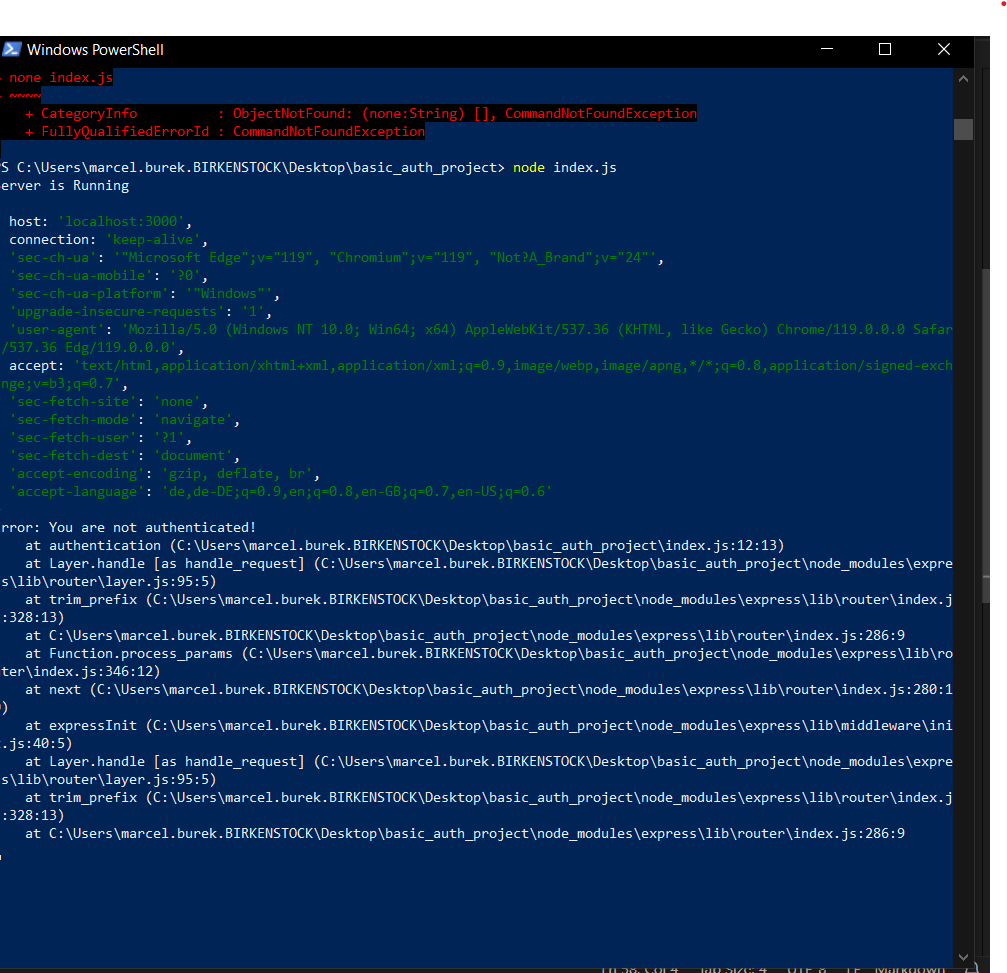 Windows PowerShell
none index.js
~~~~
+ CategoryInfo          : ObjectNotFound: (none:String) [], CommandNotFoundException
+ FullyQualifiedErrorId : CommandNotFoundException
PS C:\Users\marcel.burek.BIRKENSTOCK\Desktop\basic_auth_project> node index.js
erver is Running
host: 'localhost:3000',
connection: 'keep-alive',
'sec-ch-ua': '"Microsoft Edge";v="119", "Chromium";v="119", "Not?A_Brand";v="24"',
'sec-ch-ua-mobile': '?0',
'sec-ch-ua-platform': '"Windows"',
'upgrade-insecure-requests': '1',
'user-agent': 'Mozilla/5.0 (Windows NT 10.0; Win64; x64) AppleWebKit/537.36 (KHTML, like Gecko) Chrome/119.0.0.0 Safar
/537.36 Edg/119.0.0.0',
accept: 'text/html,application/xhtml+xml,application/xml;q=0.9,image/webp,image/apng,*/*;q=0.8,application/signed-exch
nge;v=b3;q=0.7',
'sec-fetch-site': 'none',
'sec-fetch-mode': 'navigate',
'sec-fetch-user': '?1',
'sec-fetch-dest': 'document',
'accept-encoding': 'gzip, deflate, br',
'accept-language': 'de,de-DE;q=0.9,en;q=0.8,en-GB;q=0.7,en-US;q=0.6'
rror: You are not authenticated!
at authentication (C:\Users\marcel.burek.BIRKENSTOCK\Desktop\basic_auth_project\index.js:12:13)
at Layer.handle [as handle_request] (C:\Users\marcel.burek.BIRKENSTOCK\Desktop\basic_auth_project\node_modules\expre
s\lib\router\layer.js:95:5)
at trim_prefix (C:\Users\marcel.burek.BIRKENSTOCK\Desktop\basic_auth_project\node_modules\express\lib\router\index.j
:328:13)
at C:\Users\marcel.burek.BIRKENSTOCK\Desktop\basic_auth_project\node_modules\express\lib\router\index.js:286:9
at Function.process_params (C:\Users\marcel.burek.BIRKENSTOCK\Desktop\basic_auth_project\node_modules\express\lib\ro
ter\index.js:346:12)
at next (C:\Users\marcel.burek.BIRKENSTOCK\Desktop\basic_auth_project\node_modules\express\lib\router\index.js:280:1
)
at expressInit (C:\Users\marcel.burek.BIRKENSTOCK\Desktop\basic_auth_project\node_modules\express\lib\middleware\ini
.js:40:5)
at Layer.handle [as handle_request] (C:\Users\marcel.burek.BIRKENSTOCK\Desktop\basic_auth_project\node_modules\expre
s\lib\router\layer.js:95:5)
at trim_prefix (C:\Users\marcel.burek.BIRKENSTOCK\Desktop\basic_auth_project\node_modules\express\lib\router\index.j
:328:13)
at C:\Users\marcel.burek.BIRKENSTOCK\Desktop\basic_auth_project\node_modules\express\lib\router\index.js:286:9